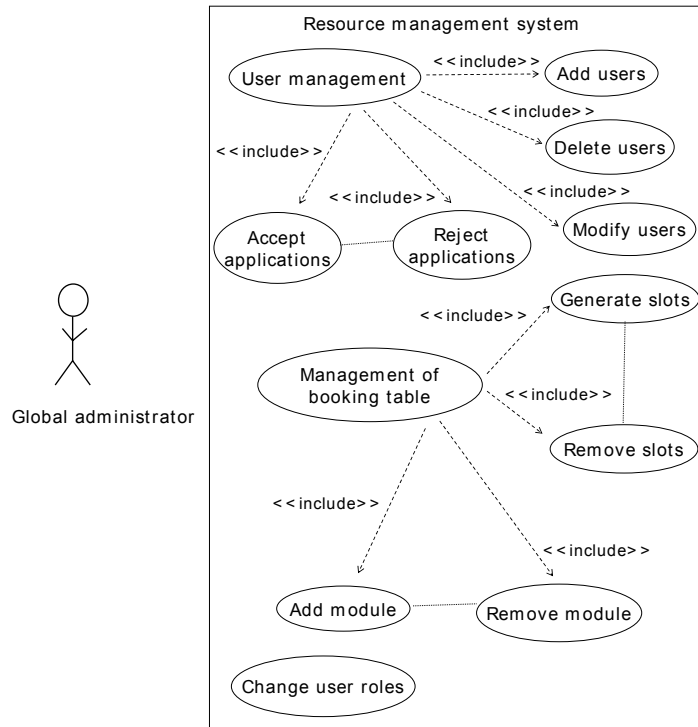 Resource management system
<<include>>
User management
Add users
<<include>>
Delete users
<<include>>
<<include>>
<<include>>
Accept
applications
Reject
applications
Modify users
Generate slots
<<include>>
Management of
booking table
<<include>>
Global administrator
Remove slots
<<include>>
<<include>>
Add module
Remove module
Change user roles